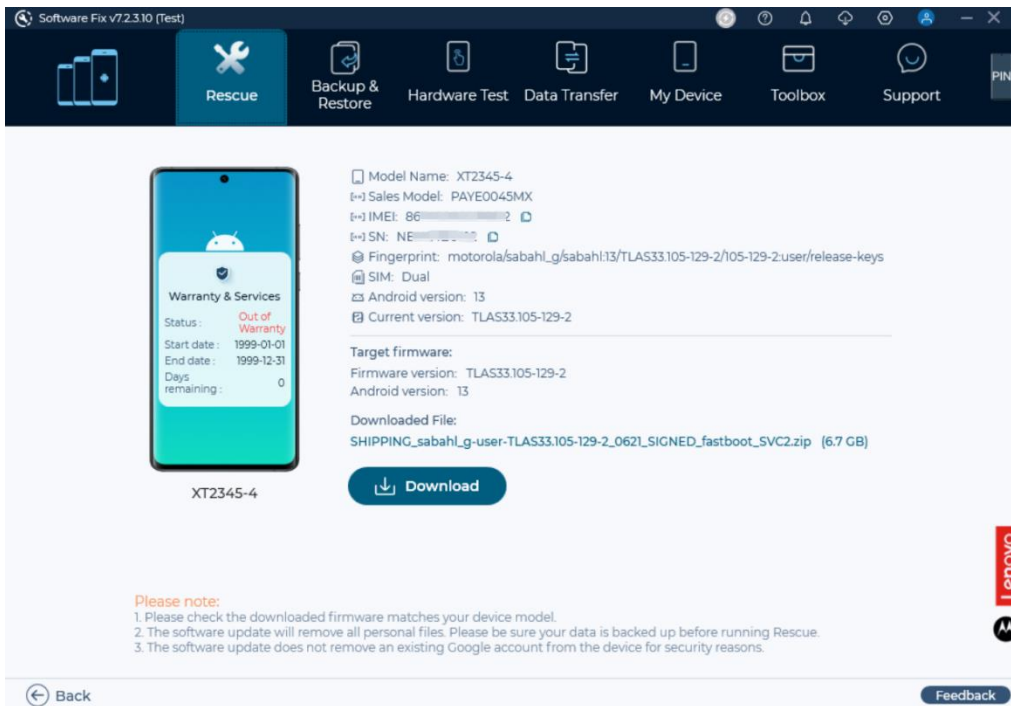 Software Fix v7.2.3.10 (Test)
Rescue
Backup &
Restore
Hardware Test
Data Transfer
My Device
Toolbox
Support
PIN
Model Name: XT2345-4
Sales Model: PAYE0045MX
IMEI: 86 2
SN: NE
Fingerprint: motorola/sabahl_g/sabahl:13/TLAS33.105-129-2/105-129-2:user/release-keys
SIM: Dual
Android version: 13
Current version: TLAS33.105-129-2
Warranty & Services
Status : Out of
Warranty
Start date : 1999-01-01
End date : 1999-12-31
Days
remaining : 0
XT2345-4
Target firmware:
Firmware version: TLAS33.105-129-2
Android version: 13
Downloaded File:
SHIPPING_sabahl_g-user-TLAS33.105-129-2_0621_SIGNED_fastboot_SVC2.zip (6.7 GB)
Download
Lenovo
Please note:
1. Please check the downloaded firmware matches your device model.
2. The software update will remove all personal files. Please be sure your data is backed up before running Rescue.
3. The software update does not remove an existing Google account from the device for security reasons.
Back
Feedback